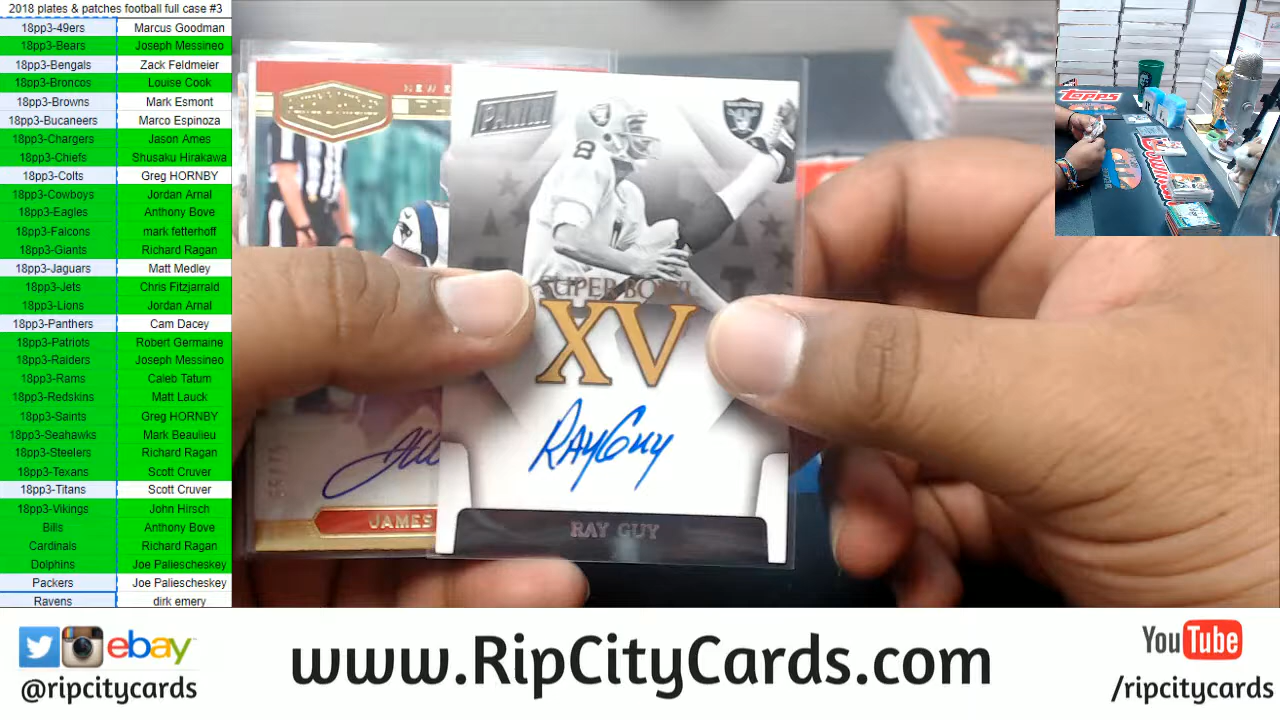 2018 plates & patches football full case #3
18pp3-49ers Marcus Goodman
18pp3-Bears Joseph Messineo
18pp3-Bengals Zack Feldmeier
18pp3-Broncos Louise Cook
18pp3-Browns Mark Esmont
18pp3-Bucaneers Marco Espinoza
18pp3-Chargers Jason Ames
18pp3-Chiefs Shusaku Hirakawa
18pp3-Colts Greg HORNBY
18pp3-Cowboys Jordan Arnal
18pp3-Eagles Anthony Bove
18pp3-Falcons mark fetterhoff
18pp3-Giants Richard Ragan
18pp3-Jaguars Matt Medley
18pp3-Jets Chris Fitzjarrald
18pp3-Lions Jordan Arnal
18pp3-Panthers Cam Dacey
18pp3-Patriots Robert Germaine
18pp3-Raiders Joseph Messineo
18pp3-Rams Caleb Tatum
18pp3-Redskins Matt Lauck
18pp3-Saints Greg HORNBY
18pp3-Seahawks Mark Beaulieu
18pp3-Steelers Richard Ragan
18pp3-Texans Scott Cruver
18pp3-Titans Scott Cruver
18pp3-Vikings John Hirsch
Bills Anthony Bove
Cardinals Richard Ragan
Dolphins Joe Paliescheskey
Packers Joe Paliescheskey
Ravens dirk emery
PANINI
RAIDERS
8
SUPER BOWL
XV
RAY GUY
RAY GUY
JAMES
Topps
Bowman
ebay
@ripcitycards
www.RipCityCards.com
YouTube
/ripcitycards